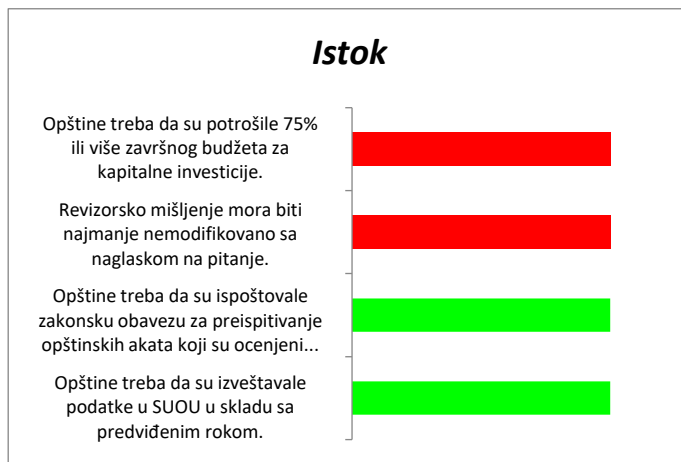 Istok
Opštine treba da su potrošile 75%
ili više završnog budžeta za
kapitalne investicije.
Revizorsko mišljenje mora biti
najmanje nemodifikovano sa
naglaskom na pitanje.
Opštine treba da su ispoštovale
zakonsku obavezu za preispitivanje
opštinskih akata koji su ocenjeni...
Opštine treba da su izveštavale
podatke u SUOU u skladu sa
predviđenim rokom.